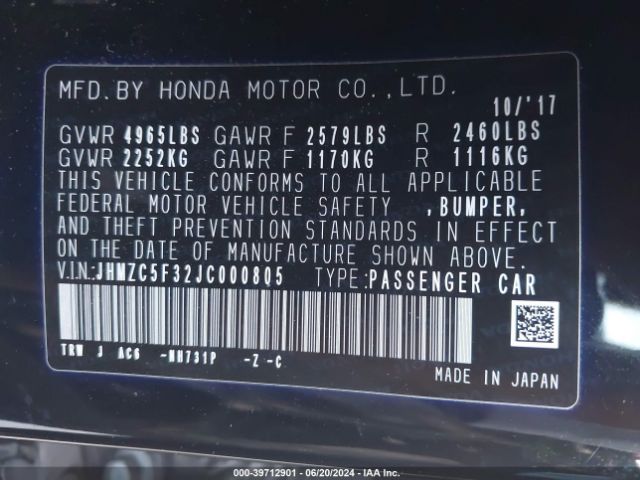 MFD. BY HONDA MOTOR CO., LTD.
10/'17
GVWR 4965LBS GAWR F 2579LBS R 2460LBS
GVWR 2252KG GAWR F 1170KG R 1116KG
THIS VEHICLE CONFORMS TO ALL APPLICABLE
FEDERAL MOTOR VEHICLE SAFETY ,BUMPER,
AND THEFT PREVENTION STANDARDS IN EFFECT
ON THE DATE OF MANUFACTURE SHOWN ABOVE.
VIN:JHMZC5F32JC000805 TYPE:PASSENGER CAR
TRW J AC6 -NH731P -Z -C
MADE IN JAPAN
000-39712901 - 06/20/2024 - IAA Inc.